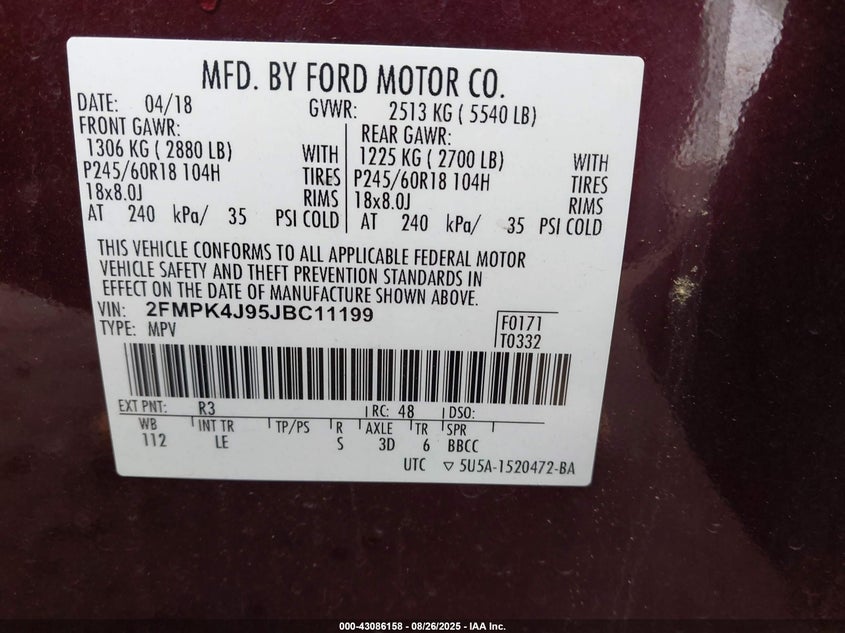 MFD. BY FORD MOTOR CO.
DATE: 04/18 GVWR: 2513 KG ( 5540 LB)
FRONT GAWR: REAR GAWR:
1306 KG ( 2880 LB) WITH 1225 KG ( 2700 LB) WITH
P245/60R18 104H TIRES P245/60R18 104H TIRES
18x8.0J RIMS 18x8.0J RIMS
AT 240 kPa/ 35 PSI COLD AT 240 kPa/ 35 PSI COLD
THIS VEHICLE CONFORMS TO ALL APPLICABLE FEDERAL MOTOR
VEHICLE SAFETY AND THEFT PREVENTION STANDARDS IN
EFFECT ON THE DATE OF MANUFACTURE SHOWN ABOVE.
VIN: 2FMPK4J95JBC11199
TYPE: MPV F0171
T0332
EXT PNT: R3 RC: 48 DSO:
WB INT TR TP/PS R AXLE TR SPR
112 LE S 3D 6 BBCC
UTC ▽ 5U5A-1520472-BA
000-43086158 - 08/26/2025 - IAA Inc.